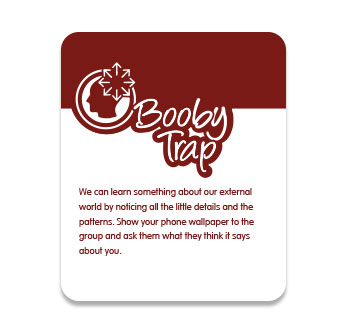 Booby
Trap
We can learn something about our external
world by noticing all the little details and the
patterns. Show your phone wallpaper to the
group and ask them what they think it says
about you.